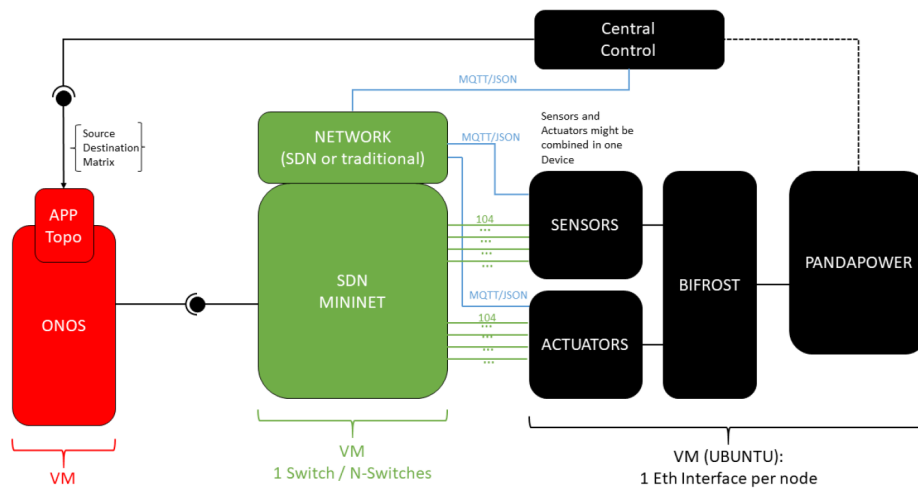 Central
Control
MQTT/JSON
Source
Destination
Matrix
NETWORK
(SDN or traditional)
MQTT/JSON
Sensors and
Actuators might be
combined in one
Device
APP
Topo
ONOS
SDN
MININET
104
...
...
...
SENSORS
MQTT/JSON
104
...
...
...
ACTUATORS
BIFROST
PANDAPOWER
VM
VM
1 Switch / N-Switches
VM (UBUNTU):
1 Eth Interface per node